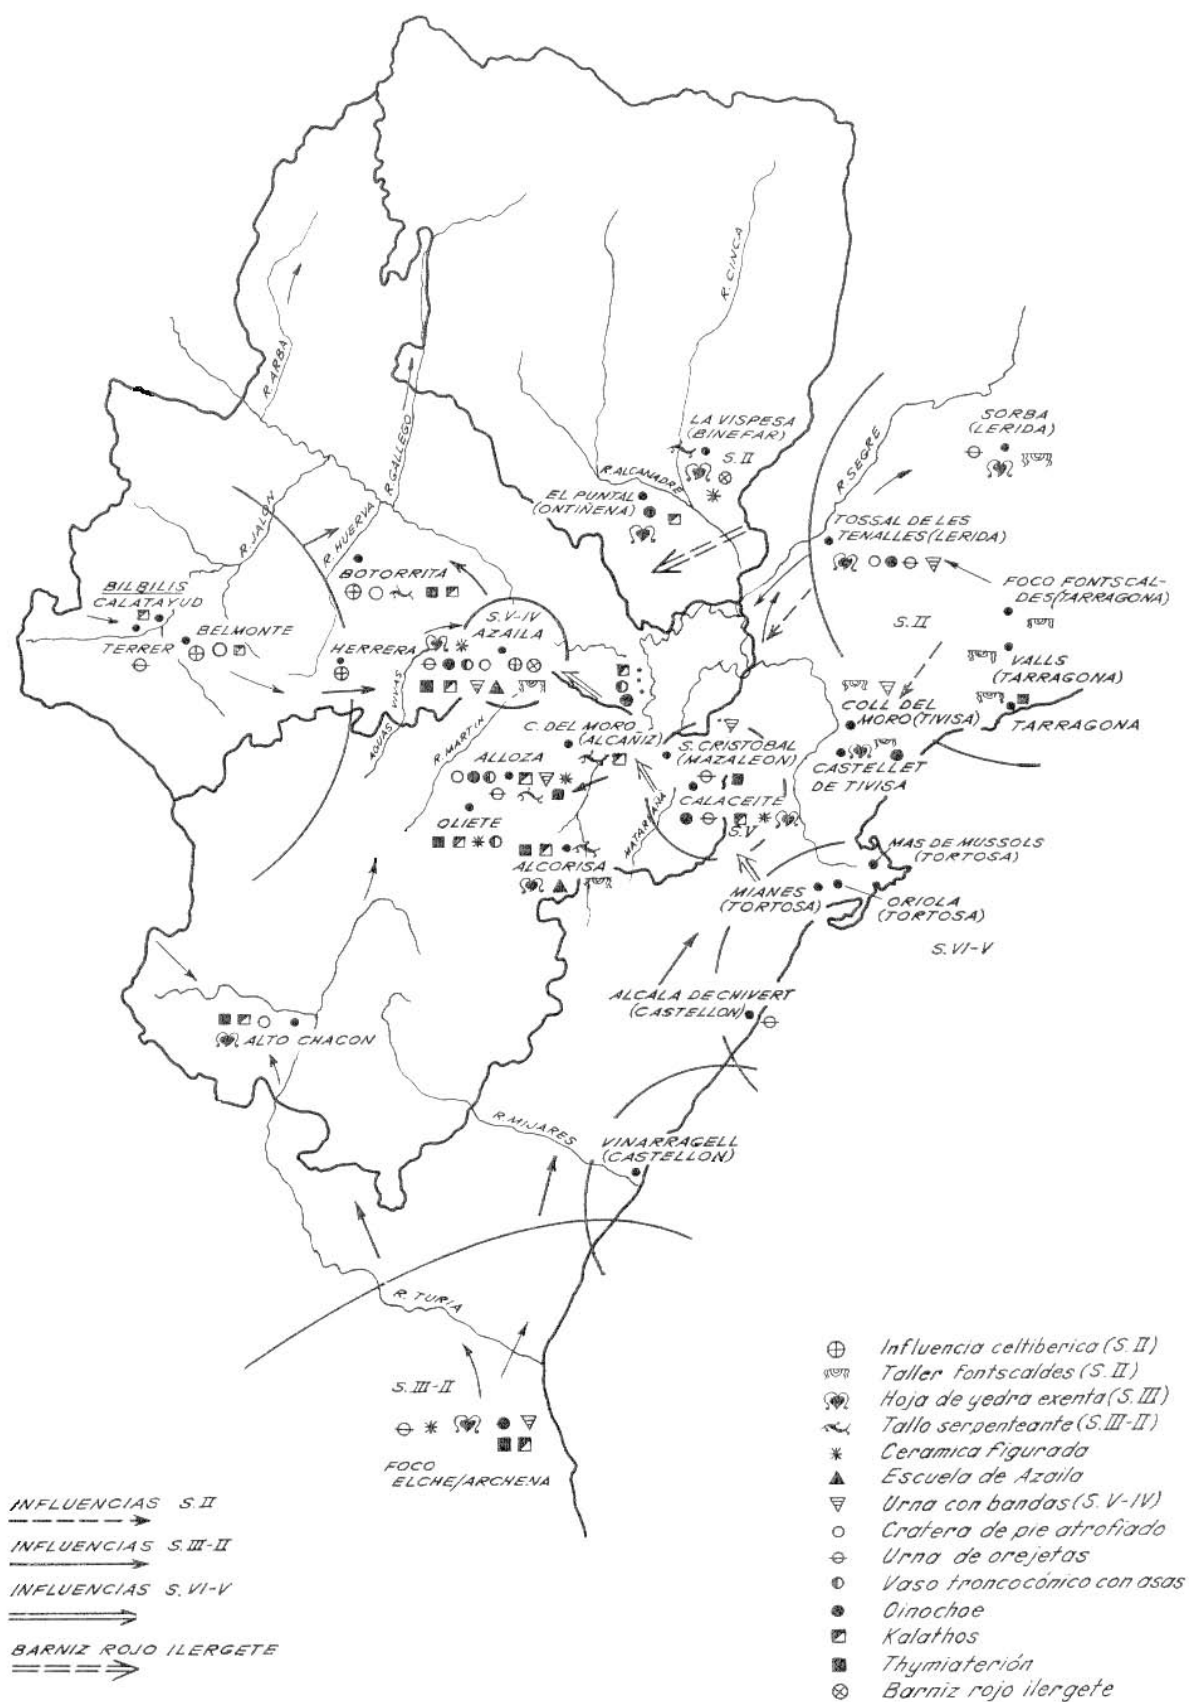 R. CINCA
R. ARBA
R. GALLEGO
LA VISPESA
(BINEFAR)
S. II
R. ALCANADRE
EL PUNTAL
(ONTIÑENA)
R. SEGRE
SORBA
(LERIDA)
TOSSAL DE LES
TENALLES (LERIDA)
FOCO FONTSCAL-
DES (TARRAGONA)
S. II
VALLS
(TARRAGONA)
TARRAGONA
COLL DEL
MORO (TIVISA)
CASTELLET
DE TIVISA
R. JALON
R. HUERVA
BOTORRITA
BILBILIS
CALATAYUD
TERRER
BELMONTE
HERRERA
S. V-IV
AZAILA
AGUAS VIVAS
R. MARTIN
C. DEL MORO
(ALCAÑIZ)
ALLOZA
S. CRISTOBAL
(MAZALEON)
CALACEITE
S. V
MATARRAÑA
OLIETE
ALCORISA
MAS DE MUSSOLS
(TORTOSA)
MIANES
(TORTOSA)
ORIOLA
(TORTOSA)
S. VI-V
ALCALA DE CHIVERT
(CASTELLON)
ALTO CHACON
R. MIJARES
VINARRAGELL
(CASTELLON)
R. TURIA
S. III-II
FOCO
ELCHE/ARCHENA
INFLUENCIAS S. II
INFLUENCIAS S. III-II
INFLUENCIAS S. VI-V
BARNIZ ROJO ILERGETE
Influencia celtiberica (S. II)
Taller fontscaldes (S. II)
Hoja de yedra exenta (S. III)
Tallo serpenteante (S. III-II)
Ceramica figurada
Escuela de Azaila
Urna con bandas (S. V-IV)
Cratera de pie atrofiado
Urna de orejetas
Vaso troncocónico con asas
Oinochoe
Kalathos
Thymiaterión
Barniz rojo ilergete